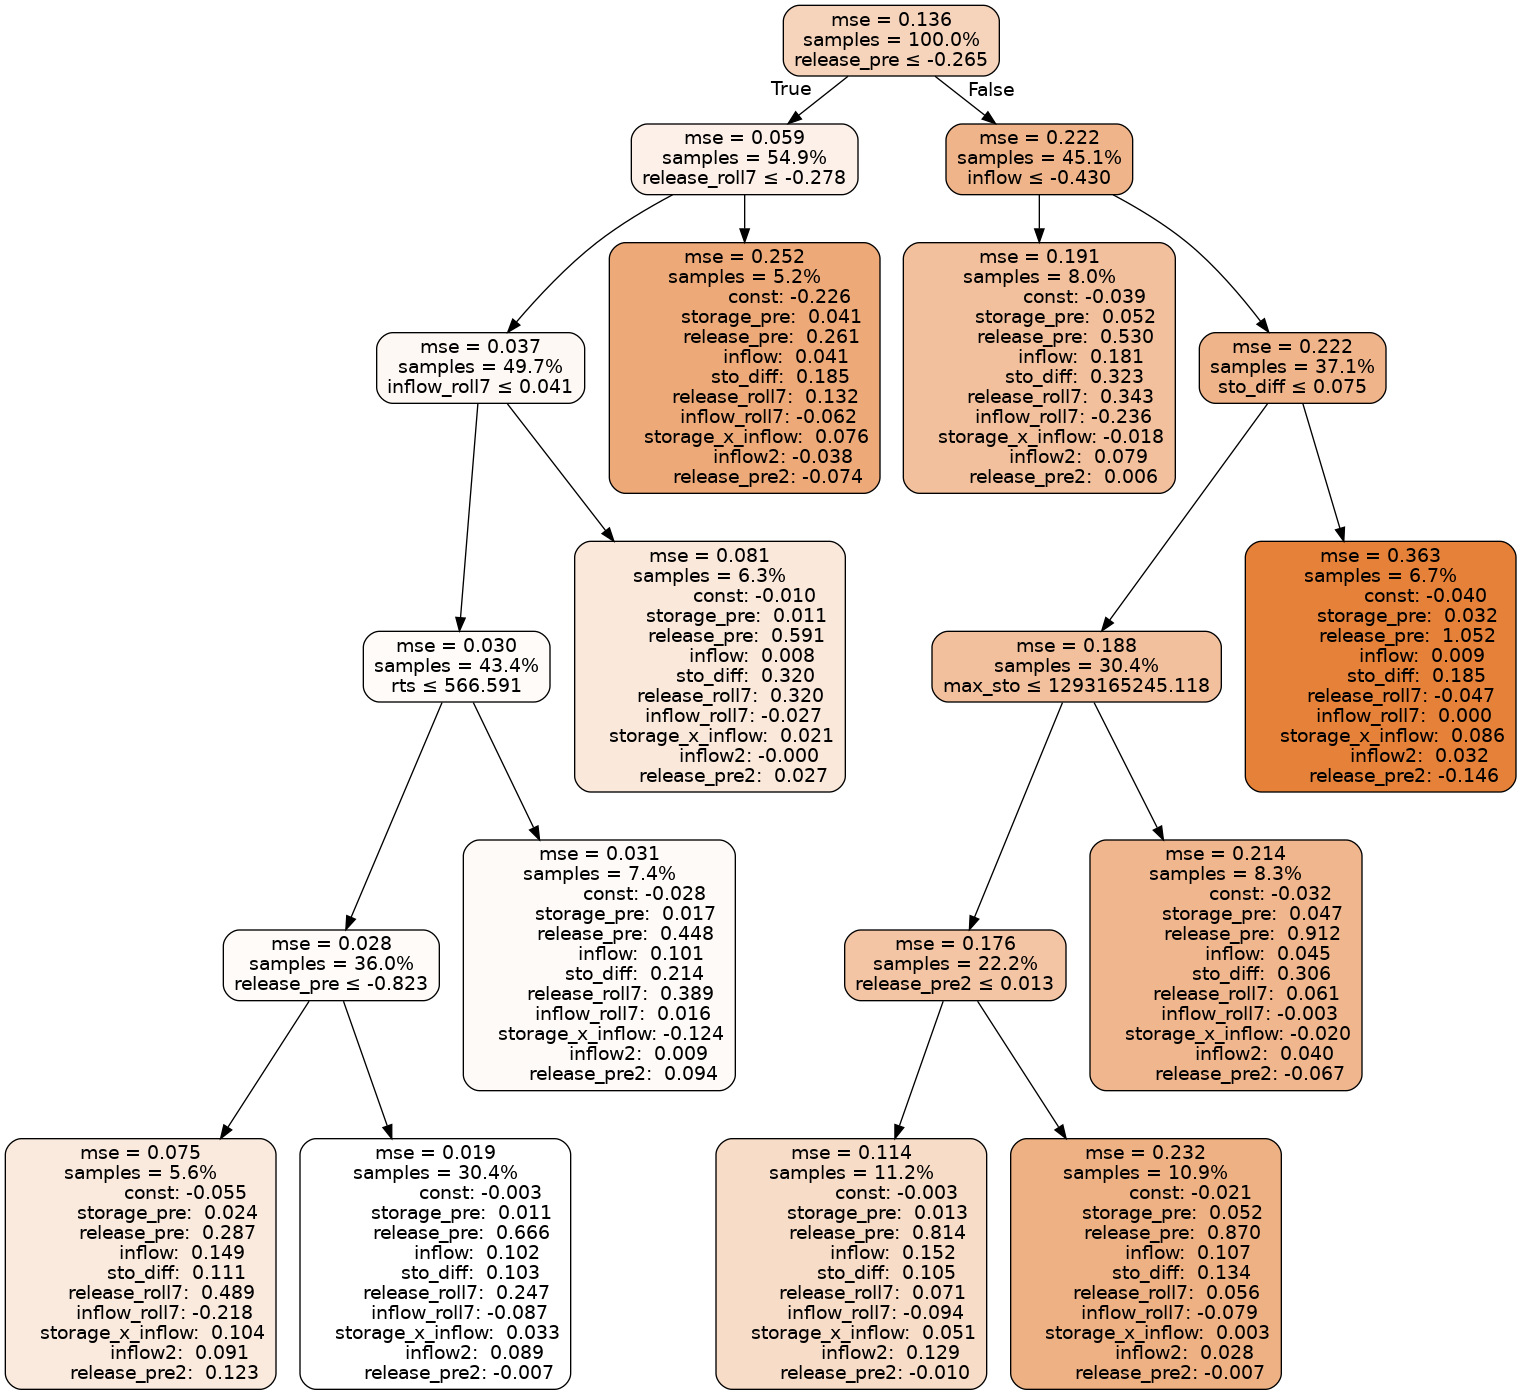 mse = 0.136
samples = 100.0%
release_pre ≤ -0.265
True
False
mse = 0.059
samples = 54.9%
release_roll7 ≤ -0.278
mse = 0.222
samples = 45.1%
inflow ≤ -0.430
mse = 0.037
samples = 49.7%
inflow_roll7 ≤ 0.041
mse = 0.252
samples = 5.2%
const: -0.226
storage_pre: 0.041
release_pre: 0.261
inflow: 0.041
sto_diff: 0.185
release_roll7: 0.132
inflow_roll7: -0.062
storage_x_inflow: 0.076
inflow2: -0.038
release_pre2: -0.074
mse = 0.191
samples = 8.0%
const: -0.039
storage_pre: 0.052
release_pre: 0.530
inflow: 0.181
sto_diff: 0.323
release_roll7: 0.343
inflow_roll7: -0.236
storage_x_inflow: -0.018
inflow2: 0.079
release_pre2: 0.006
mse = 0.222
samples = 37.1%
sto_diff ≤ 0.075
mse = 0.030
samples = 43.4%
rts ≤ 566.591
mse = 0.081
samples = 6.3%
const: -0.010
storage_pre: 0.011
release_pre: 0.591
inflow: 0.008
sto_diff: 0.320
release_roll7: 0.320
inflow_roll7: -0.027
storage_x_inflow: 0.021
inflow2: -0.000
release_pre2: 0.027
mse = 0.188
samples = 30.4%
max_sto ≤ 1293165245.118
mse = 0.363
samples = 6.7%
const: -0.040
storage_pre: 0.032
release_pre: 1.052
inflow: 0.009
sto_diff: 0.185
release_roll7: -0.047
inflow_roll7: 0.000
storage_x_inflow: 0.086
inflow2: 0.032
release_pre2: -0.146
mse = 0.028
samples = 36.0%
release_pre ≤ -0.823
mse = 0.031
samples = 7.4%
const: -0.028
storage_pre: 0.017
release_pre: 0.448
inflow: 0.101
sto_diff: 0.214
release_roll7: 0.389
inflow_roll7: 0.016
storage_x_inflow: -0.124
inflow2: 0.009
release_pre2: 0.094
mse = 0.176
samples = 22.2%
release_pre2 ≤ 0.013
mse = 0.214
samples = 8.3%
const: -0.032
storage_pre: 0.047
release_pre: 0.912
inflow: 0.045
sto_diff: 0.306
release_roll7: 0.061
inflow_roll7: -0.003
storage_x_inflow: -0.020
inflow2: 0.040
release_pre2: -0.067
mse = 0.075
samples = 5.6%
const: -0.055
storage_pre: 0.024
release_pre: 0.287
inflow: 0.149
sto_diff: 0.111
release_roll7: 0.489
inflow_roll7: -0.218
storage_x_inflow: 0.104
inflow2: 0.091
release_pre2: 0.123
mse = 0.019
samples = 30.4%
const: -0.003
storage_pre: 0.011
release_pre: 0.666
inflow: 0.102
sto_diff: 0.103
release_roll7: 0.247
inflow_roll7: -0.087
storage_x_inflow: 0.033
inflow2: 0.089
release_pre2: -0.007
mse = 0.114
samples = 11.2%
const: -0.003
storage_pre: 0.013
release_pre: 0.814
inflow: 0.152
sto_diff: 0.105
release_roll7: 0.071
inflow_roll7: -0.094
storage_x_inflow: 0.051
inflow2: 0.129
release_pre2: -0.010
mse = 0.232
samples = 10.9%
const: -0.021
storage_pre: 0.052
release_pre: 0.870
inflow: 0.107
sto_diff: 0.134
release_roll7: 0.056
inflow_roll7: -0.079
storage_x_inflow: 0.003
inflow2: 0.028
release_pre2: -0.007